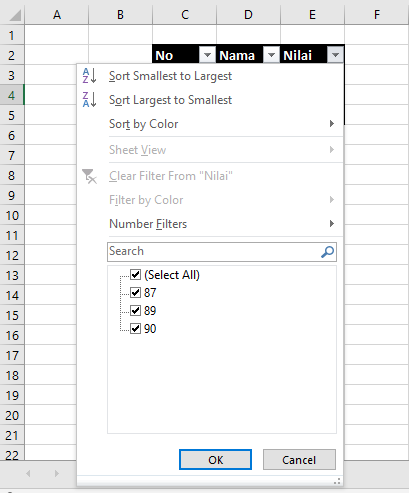 A B C D E F
1
2 No Nama Nilai
3 Sort Smallest to Largest
4 Sort Largest to Smallest
5 Sort by Color
6
7 Sheet View
8 Clear Filter From "Nilai"
9 Filter by Color
10 Number Filters
11
12 Search
13 (Select All)
14 87
15 89
16 90
17
18
19
20
21
22 OK Cancel